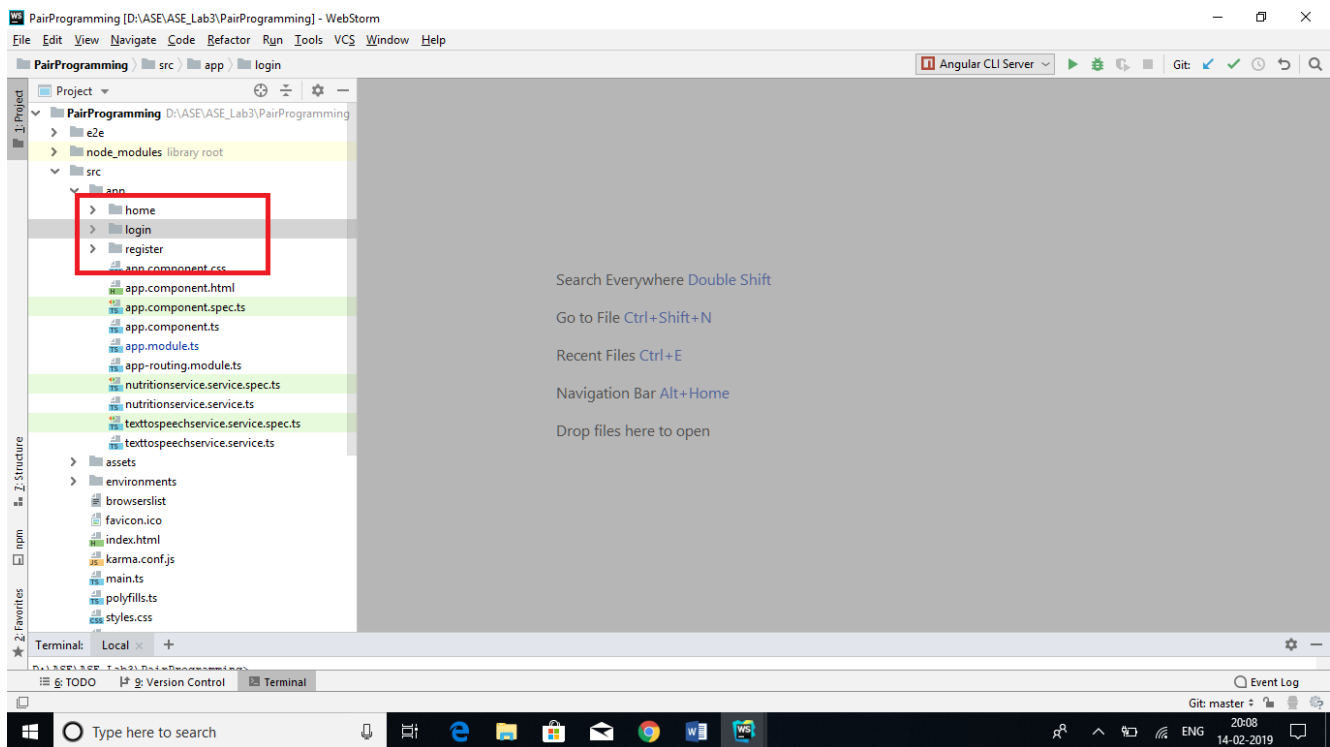 WS PairProgramming [D:\ASE\ASE_Lab3\PairProgramming] - WebStorm
File Edit View Navigate Code Refactor Run Tools VCS Window Help
PairProgramming src app login
Angular CLI Server
Git:
1: Project
Project
PairProgramming D:\ASE\ASE_Lab3\PairProgramming
e2e
node_modules library root
src
app
home
login
register
app.component.css
app.component.html
app.component.spec.ts
app.component.ts
app.module.ts
app-routing.module.ts
nutritionservice.service.spec.ts
nutritionservice.service.ts
texttospeechservice.service.spec.ts
texttospeechservice.service.ts
assets
environments
browserslist
favicon.ico
index.html
karma.conf.js
main.ts
polyfills.ts
styles.css
Search Everywhere Double Shift
Go to File Ctrl+Shift+N
Recent Files Ctrl+E
Navigation Bar Alt+Home
Drop files here to open
7: Structure
npm
2: Favorites
Terminal: Local
D:\ASE\ASE_Lab3\PairProgramming>
6: TODO 9: Version Control Terminal
Event Log
Git: master
Type here to search
ENG
20:08
14-02-2019